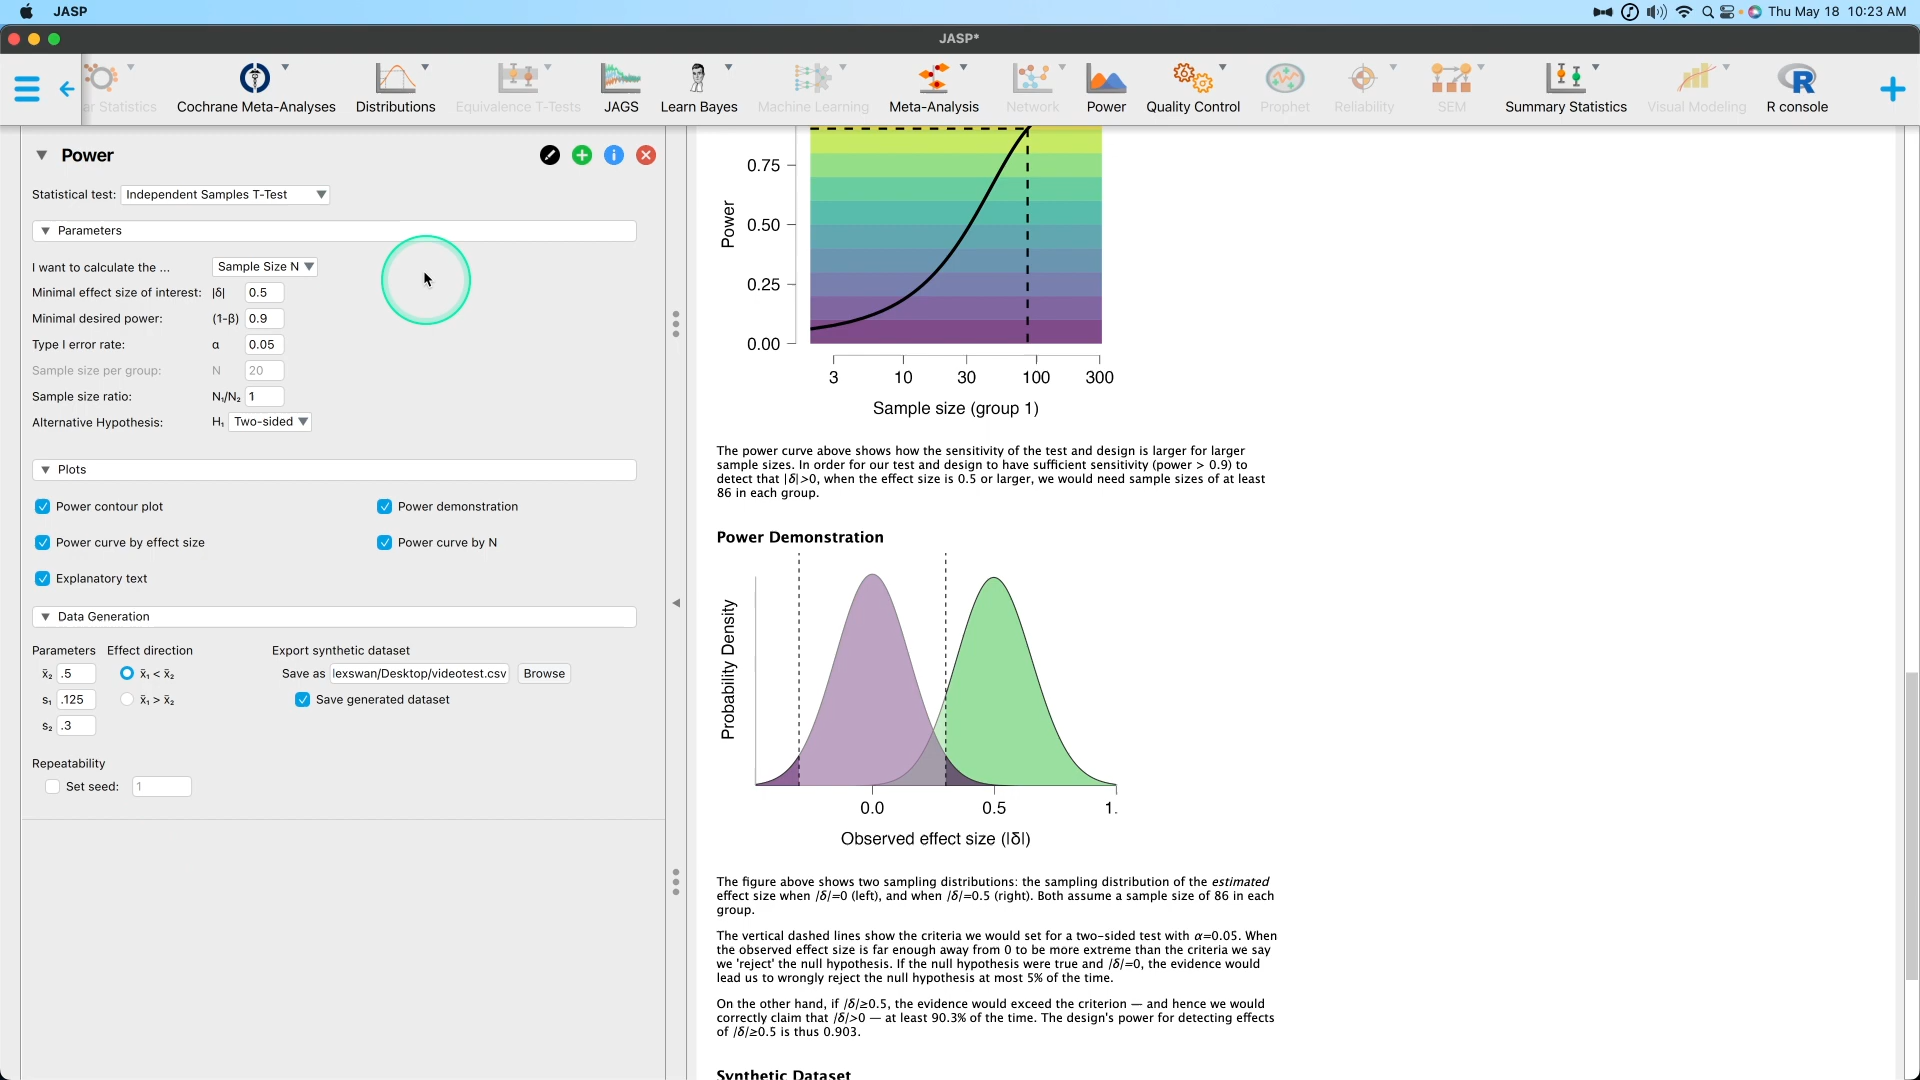 JASP
Thu May 18 10:23 AM
JASP*
ar Statistics
Cochrane Meta-Analyses
Distributions
Equivalence T-Tests
JAGS
Learn Bayes
Machine Learning
Meta-Analysis
Network
Power
Quality Control
Prophet
Reliability
SEM
Summary Statistics
Visual Modeling
R console
Power
Statistical test: Independent Samples T-Test
Parameters
I want to calculate the ... Sample Size N
Minimal effect size of interest: |δ| 0.5
Minimal desired power: (1-β) 0.9
Type I error rate: α 0.05
Sample size per group: N 20
Sample size ratio: N₁/N₂ 1
Alternative Hypothesis: H₁ Two-sided
Plots
Power contour plot Power demonstration
Power curve by effect size Power curve by N
Explanatory text
Data Generation
Parameters Effect direction Export synthetic dataset
x̄₂ .5 x̄₁ < x̄₂ Save as lexswan/Desktop/videotest.csv Browse
s₁ .125 x̄₁ > x̄₂ Save generated dataset
s₂ .3
Repeatability
Set seed: 1
Power
0.75
0.50
0.25
0.00
3 10 30 100 300
Sample size (group 1)
The power curve above shows how the sensitivity of the test and design is larger for larger
sample sizes. In order for our test and design to have sufficient sensitivity (power > 0.9) to
detect that |δ|>0, when the effect size is 0.5 or larger, we would need sample sizes of at least
86 in each group.
Power Demonstration
Probability Density
0.0 0.5 1.
Observed effect size (|δ|)
The figure above shows two sampling distributions: the sampling distribution of the estimated
effect size when |δ|=0 (left), and when |δ|=0.5 (right). Both assume a sample size of 86 in each
group.
The vertical dashed lines show the criteria we would set for a two-sided test with α=0.05. When
the observed effect size is far enough away from 0 to be more extreme than the criteria we say
we 'reject' the null hypothesis. If the null hypothesis were true and |δ|=0, the evidence would
lead us to wrongly reject the null hypothesis at most 5% of the time.
On the other hand, if |δ|≥0.5, the evidence would exceed the criterion — and hence we would
correctly claim that |δ|>0 — at least 90.3% of the time. The design's power for detecting effects
of |δ|≥0.5 is thus 0.903.
Synthetic Dataset